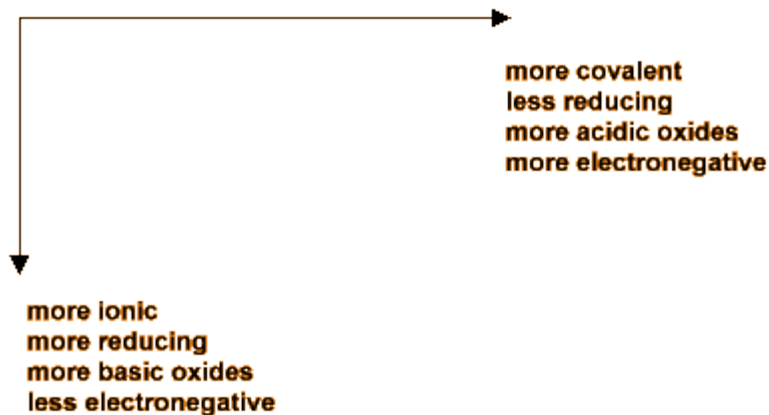 more covalent
less reducing
more acidic oxides
more electronegative
more ionic
more reducing
more basic oxides
less electronegative